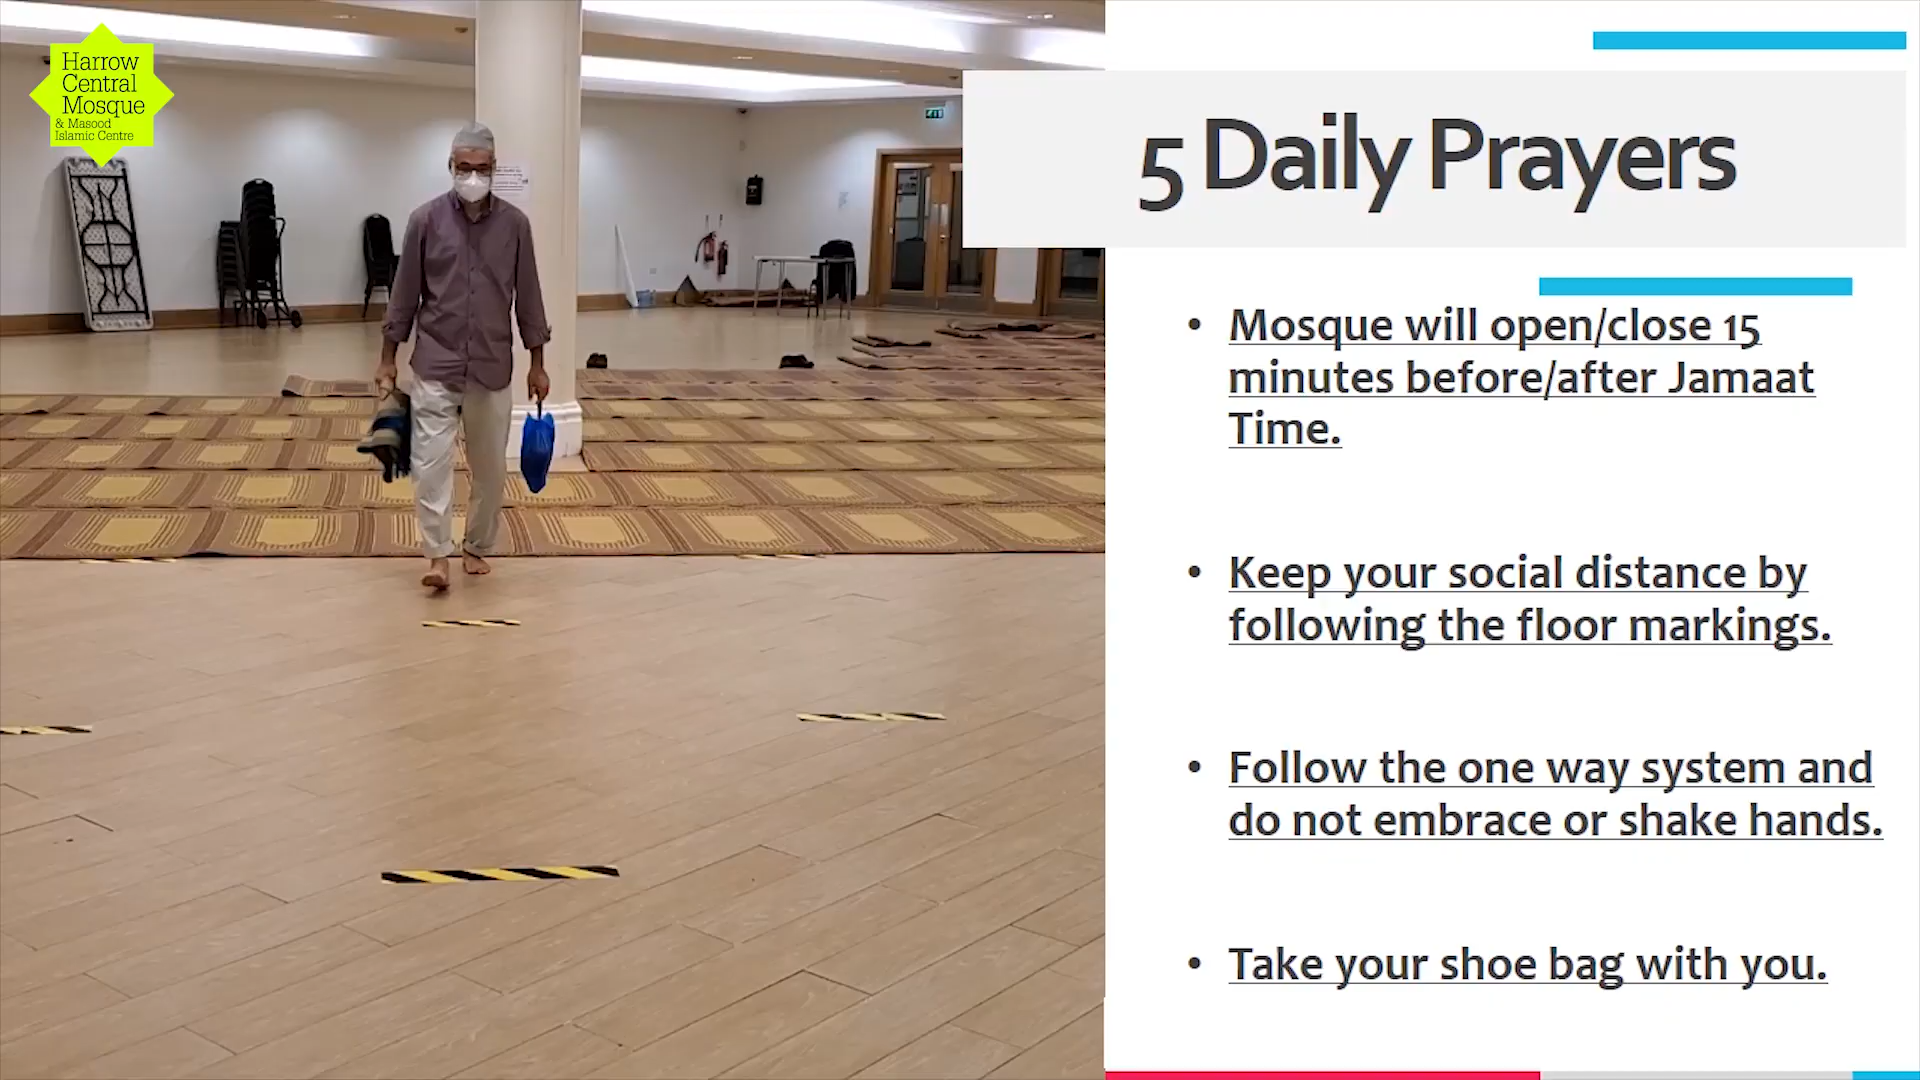 Harrow
Central
Mosque
& Masood
Islamic Centre
5 Daily Prayers
• Mosque will open/close 15
minutes before/after Jamaat
Time.
• Keep your social distance by
following the floor markings.
• Follow the one way system and
do not embrace or shake hands.
• Take your shoe bag with you.